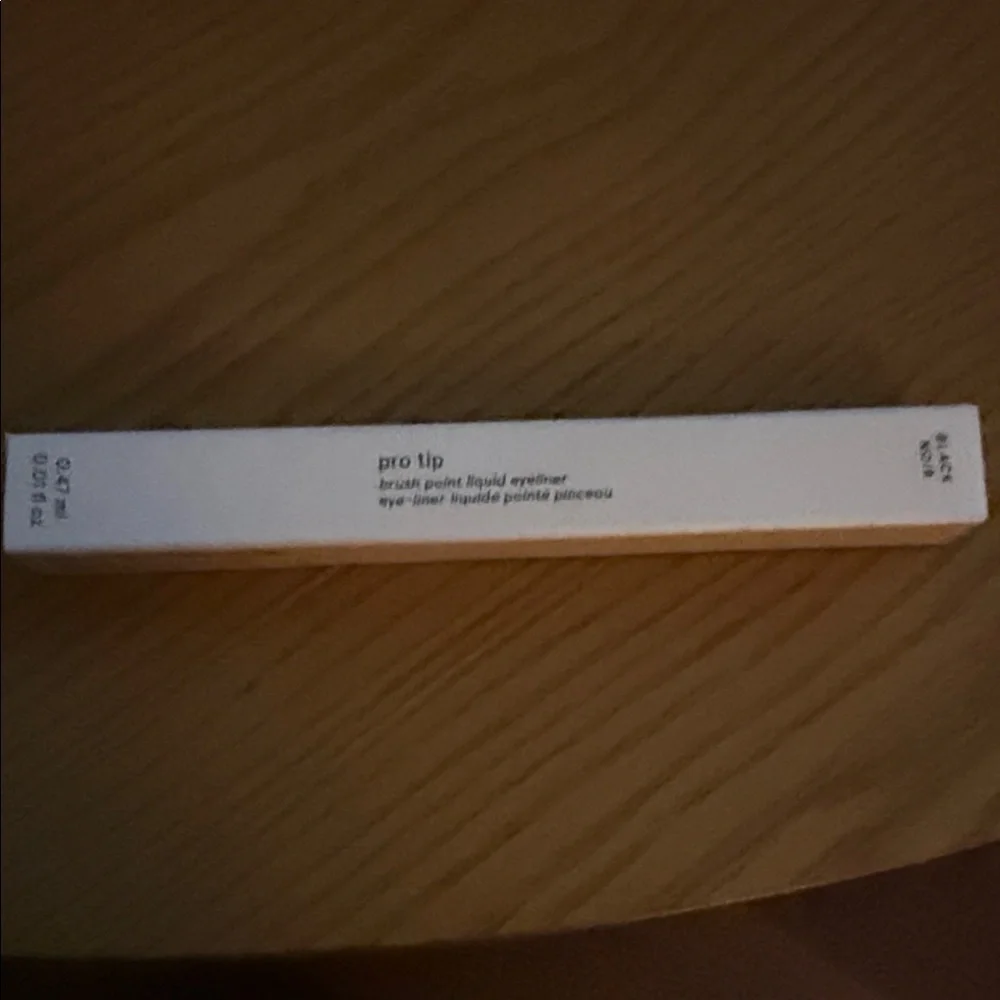 0.47 ml
0.01 fl oz
pro tip
brush point liquid eyeliner
eye-liner liquide pointe pinceau
BLACK
NOIR